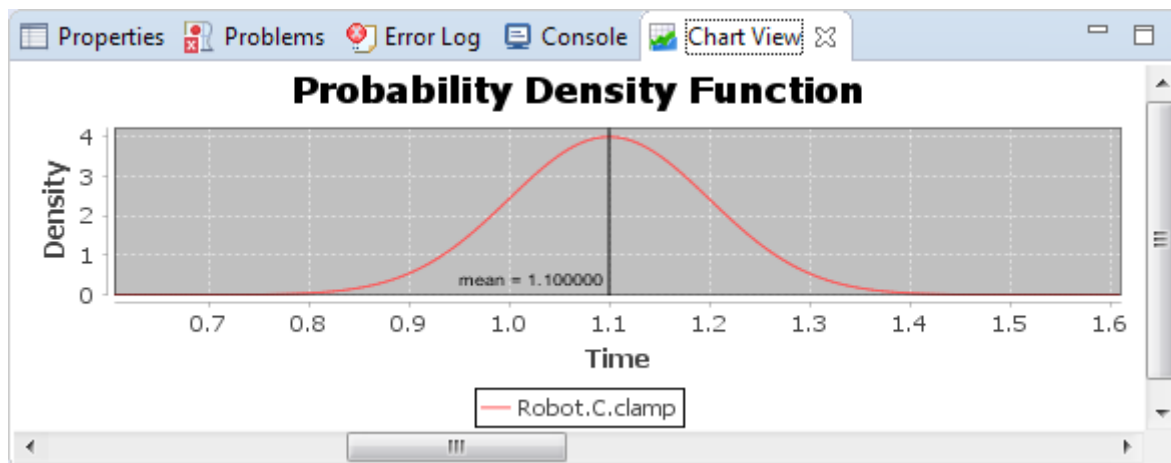 Properties Problems Error Log Console Chart View
Probability Density Function
Density
4
3
2
1
0
mean = 1.100000
0.7 0.8 0.9 1.0 1.1 1.2 1.3 1.4 1.5 1.6
Time
Robot.C.clamp